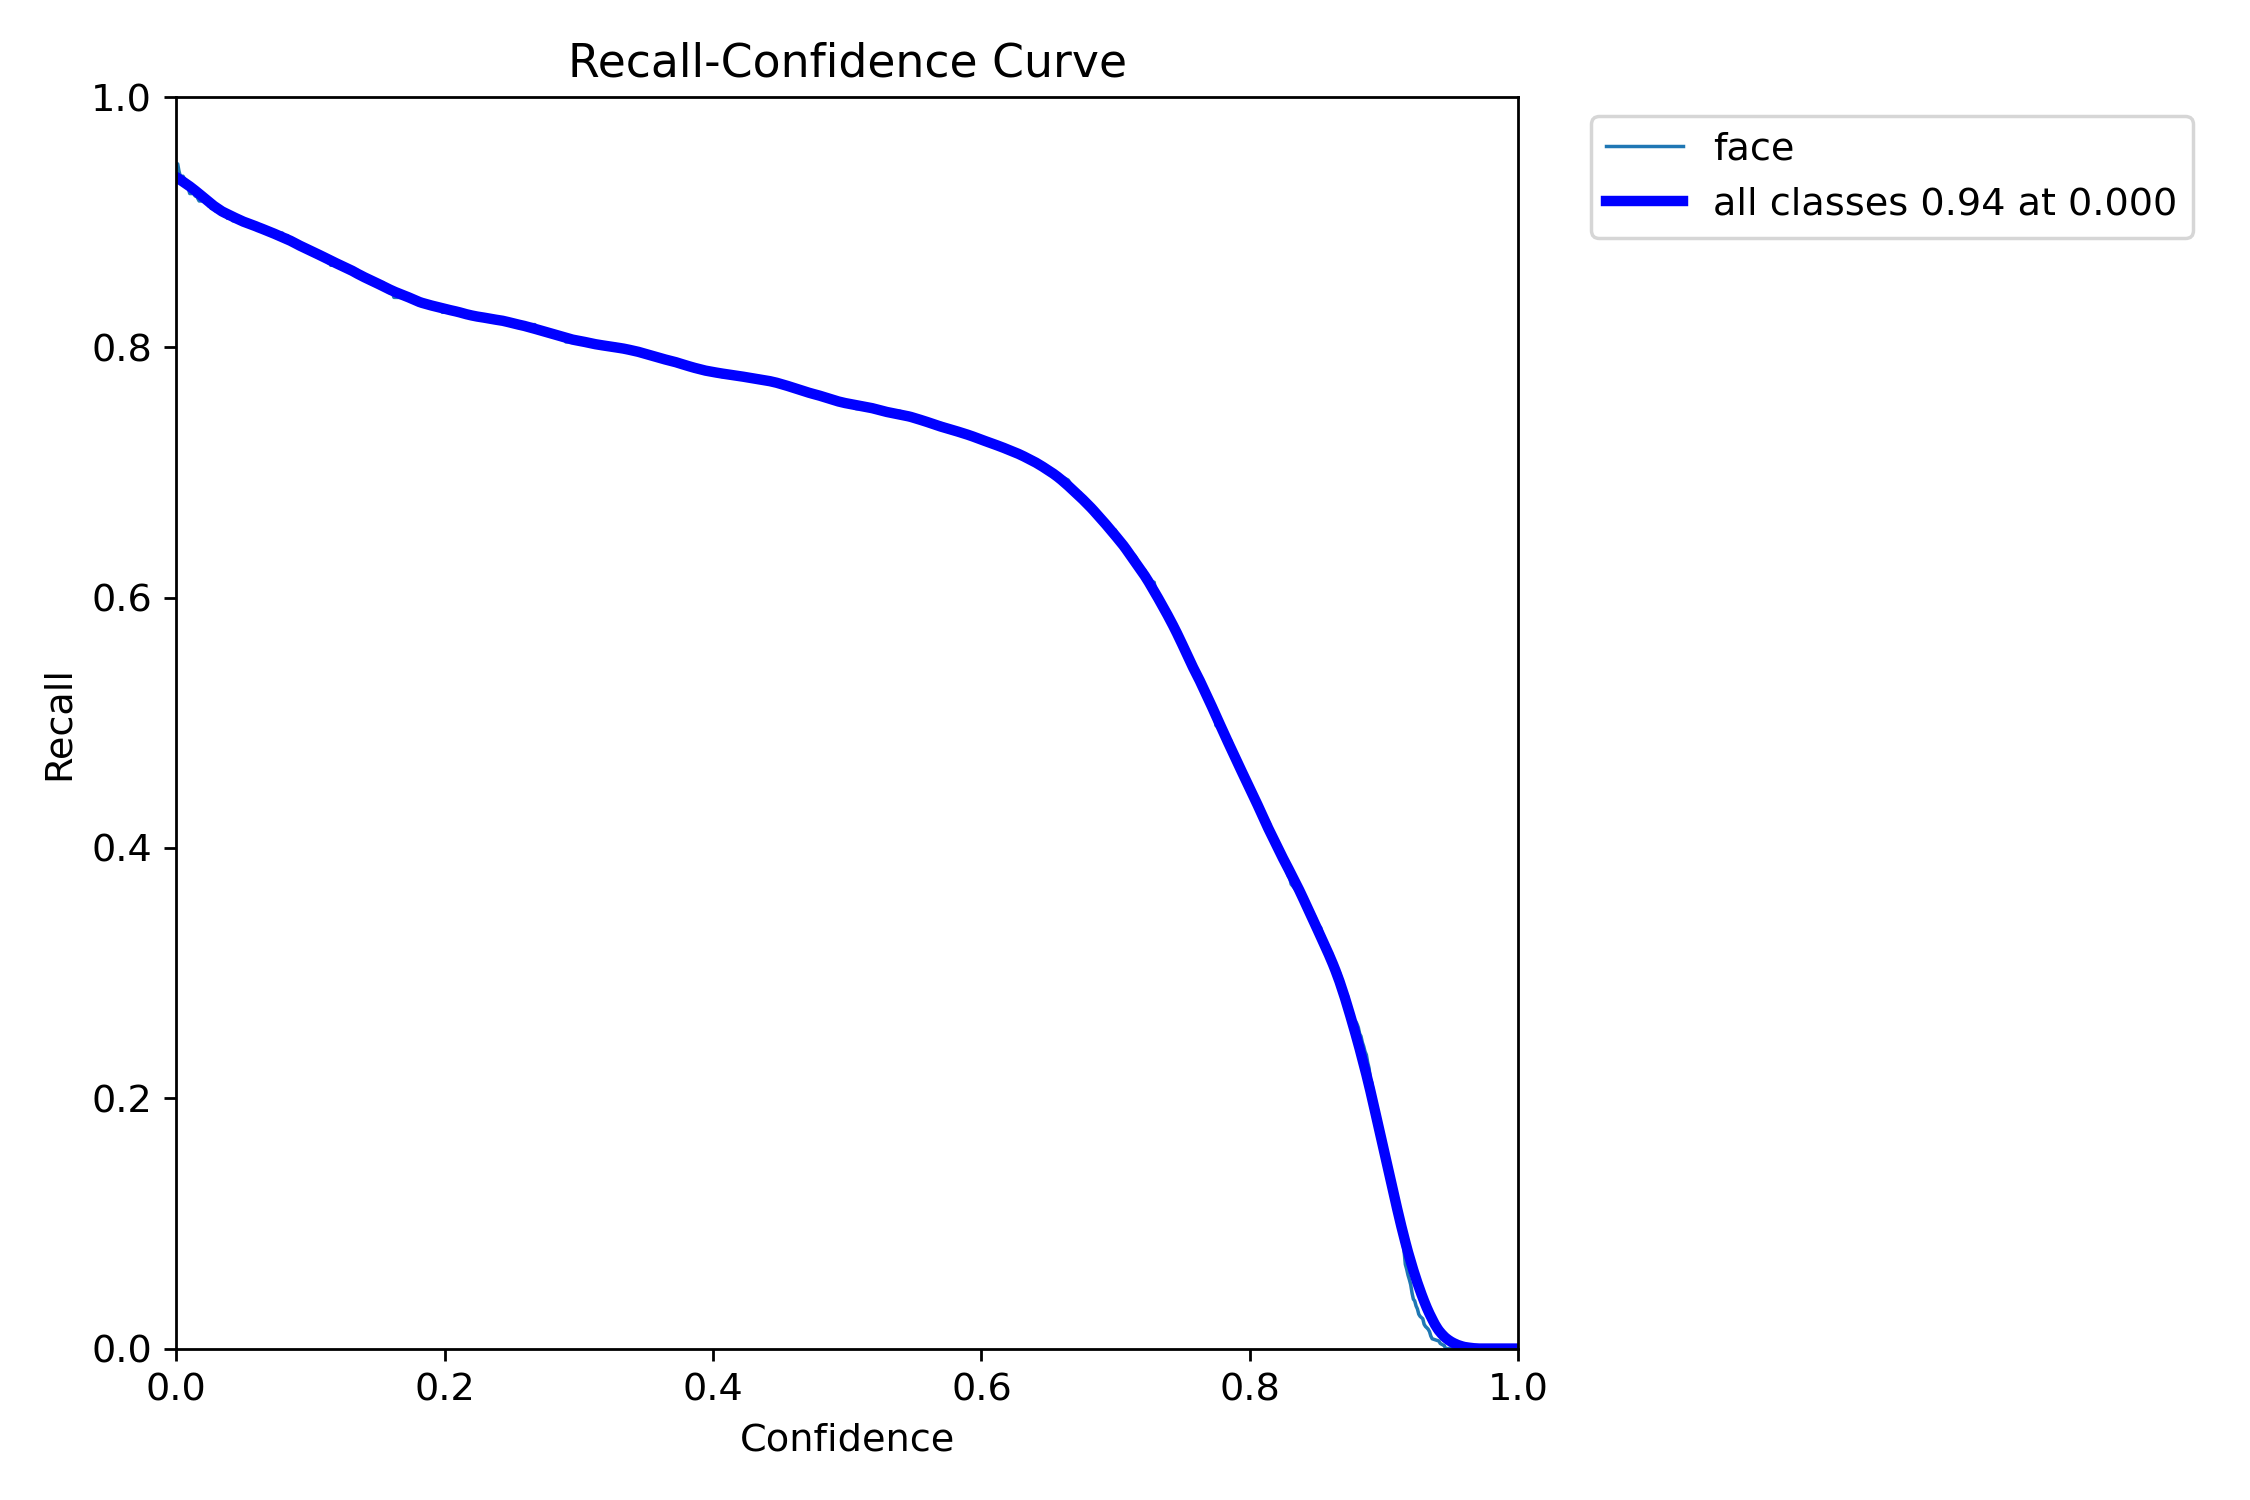 Recall-Confidence Curve
1.0
0.8
0.6
0.4
0.2
0.0
Recall
0.0 0.2 0.4 0.6 0.8 1.0
Confidence
face
all classes 0.94 at 0.000